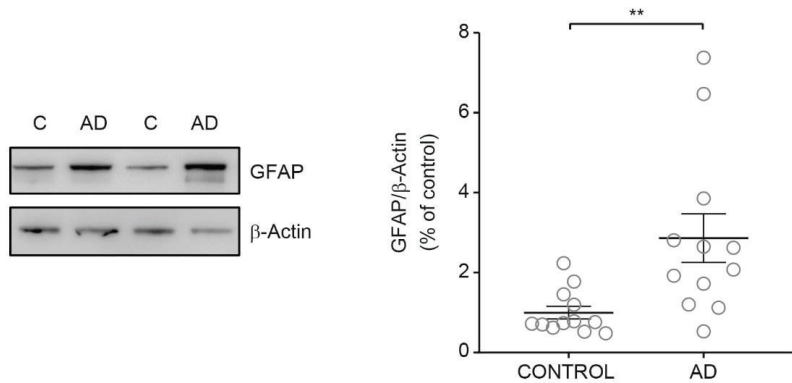 C AD C AD
GFAP
β-Actin
**
GFAP/β-Actin
(% of control)
8
6
4
2
0
CONTROL AD